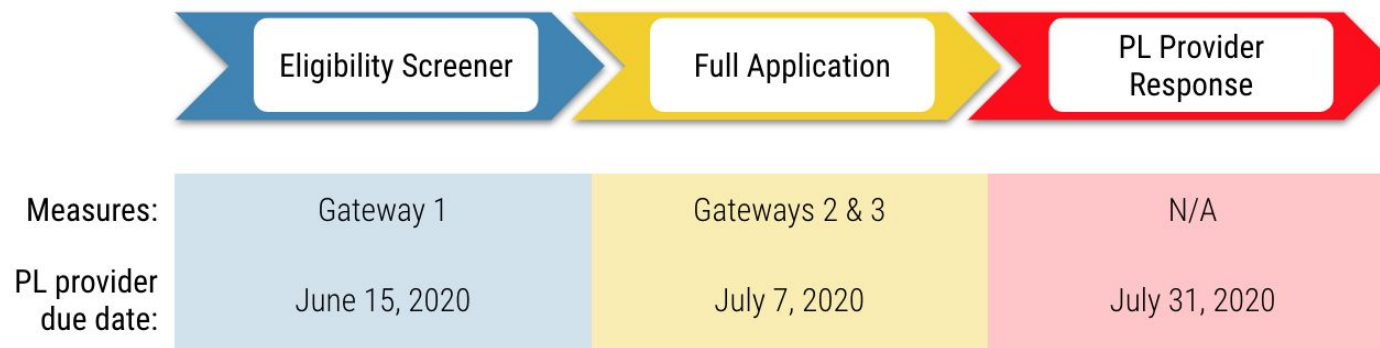 Eligibility Screener
Full Application
PL Provider
Response
Measures:
Gateway 1
Gateways 2 & 3
N/A
PL provider
due date:
June 15, 2020
July 7, 2020
July 31, 2020